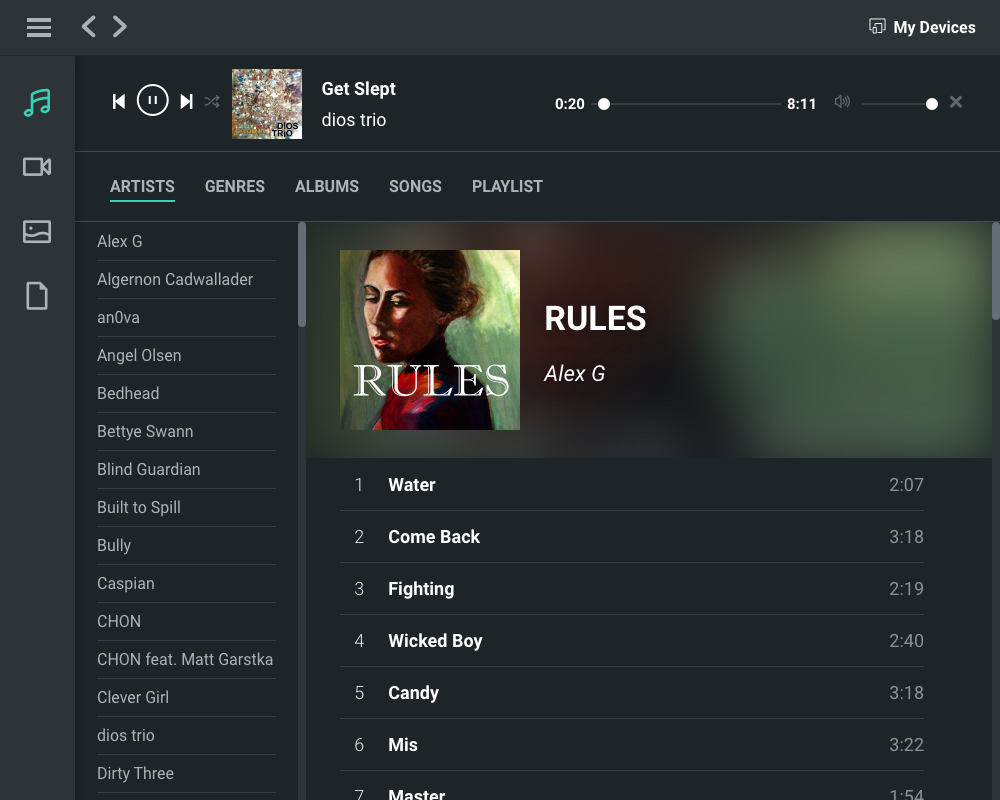 My Devices
Get Slept
dios trio
0:20
8:11
DIOS
TRIO
ARTISTS GENRES ALBUMS SONGS PLAYLIST
Alex G
Algernon Cadwallader
an0va
Angel Olsen
Bedhead
Bettye Swann
Blind Guardian
Built to Spill
Bully
Caspian
CHON
CHON feat. Matt Garstka
Clever Girl
dios trio
Dirty Three
RULES
RULES
Alex G
1 Water 2:07
2 Come Back 3:18
3 Fighting 2:19
4 Wicked Boy 2:40
5 Candy 3:18
6 Mis 3:22
7 Master 1:54